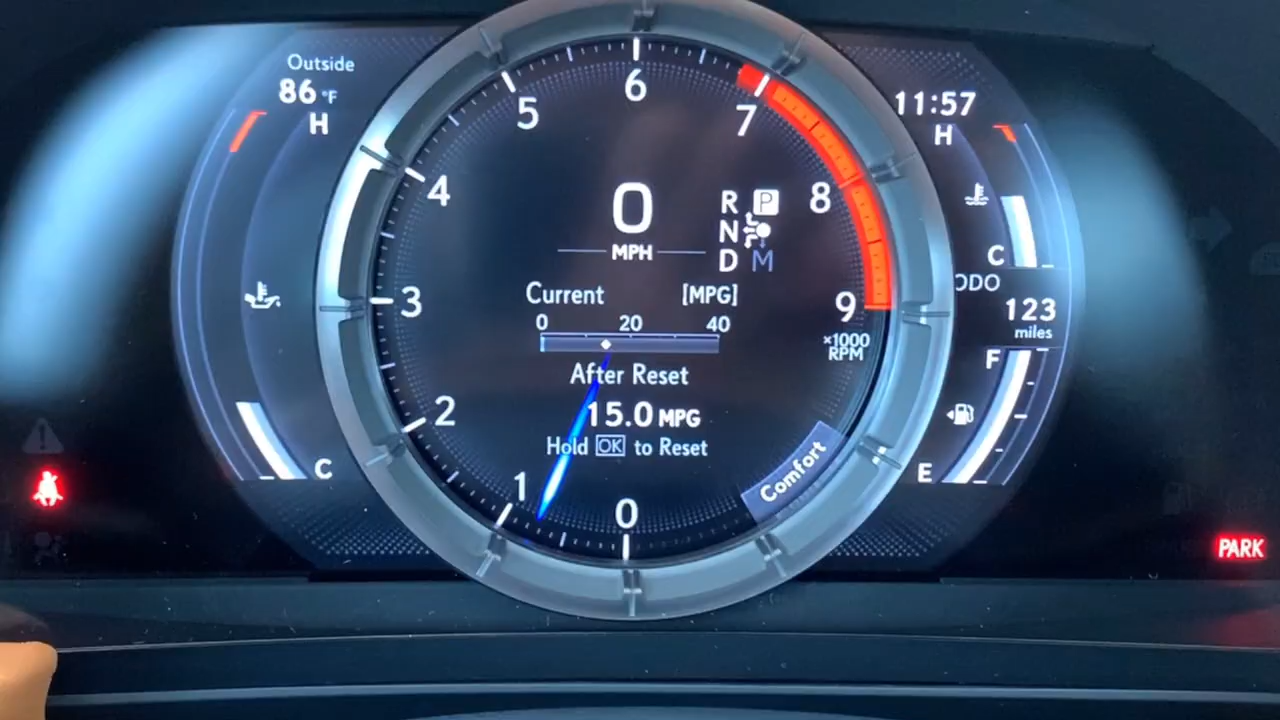 Outside
86 °F
H
C
0
1
2
3
4
5
6
7
8
9
×1000
RPM
0
MPH
R P
N
D M
Current [MPG]
0 20 40
After Reset
15.0 MPG
Hold OK to Reset
Comfort
11:57
H
C
ODO
123
miles
F
E
PARK